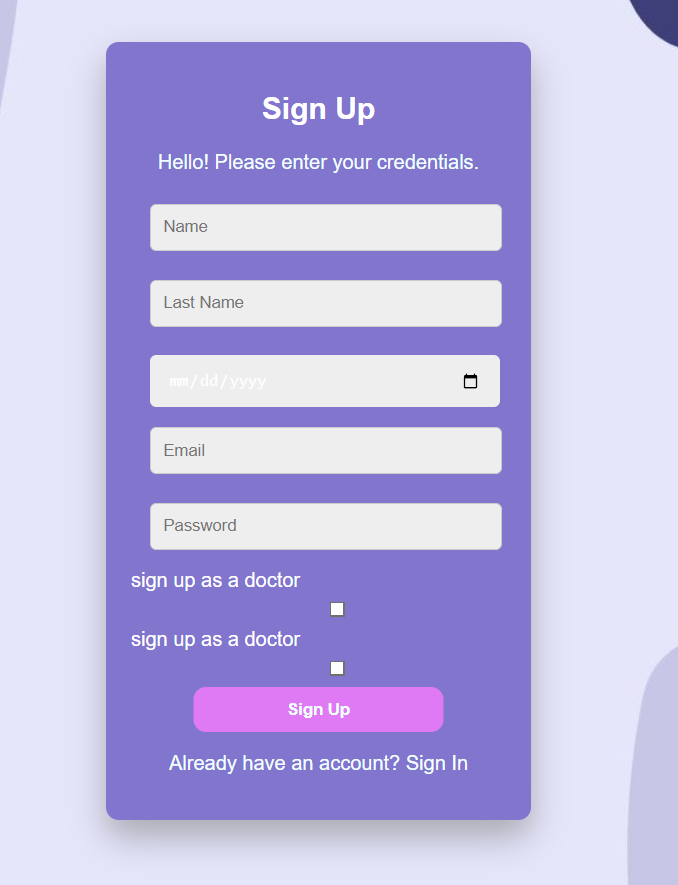 Sign Up
Hello! Please enter your credentials.
Name
Last Name
mm/dd/yyyy
Email
Password
sign up as a doctor
sign up as a doctor
Sign Up
Already have an account? Sign In